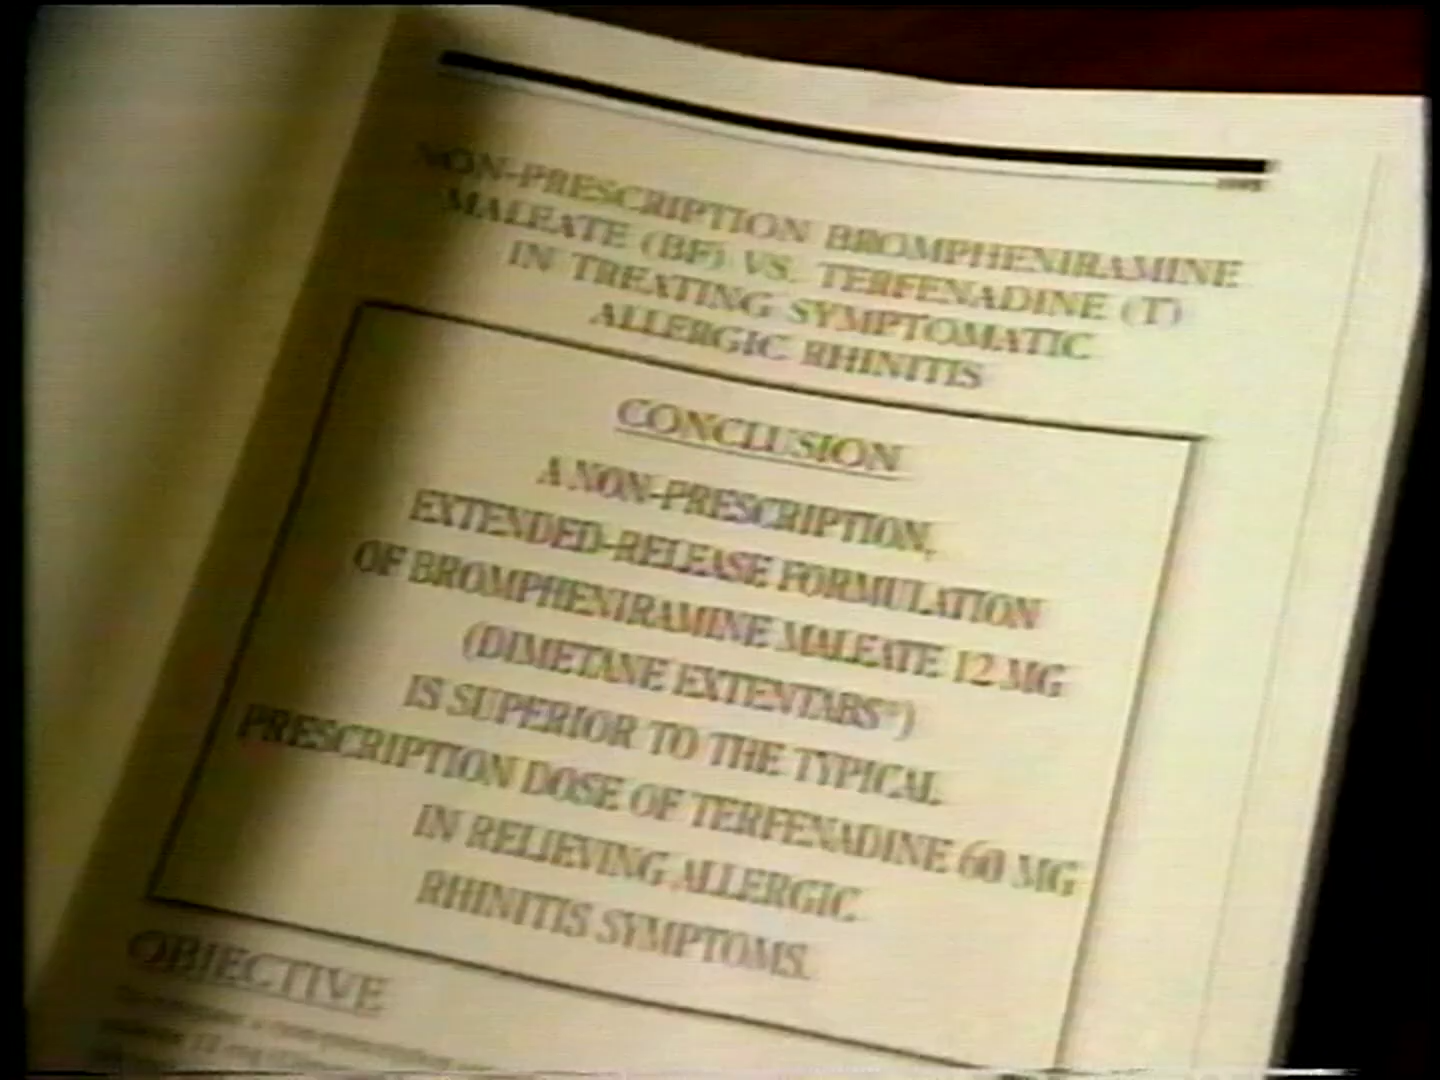 NON-PRESCRIPTION BROMPHENIRAMINE
MALEATE (BF) VS. TERFENADINE (T)
IN TREATING SYMPTOMATIC
ALLERGIC RHINITIS
CONCLUSION
A NON-PRESCRIPTION,
EXTENDED-RELEASE FORMULATION
OF BROMPHENIRAMINE MALEATE 12 MG
(DIMETANE EXTENTABS®)
IS SUPERIOR TO THE TYPICAL
PRESCRIPTION DOSE OF TERFENADINE 60 MG
IN RELIEVING ALLERGIC
RHINITIS SYMPTOMS.
OBJECTIVE